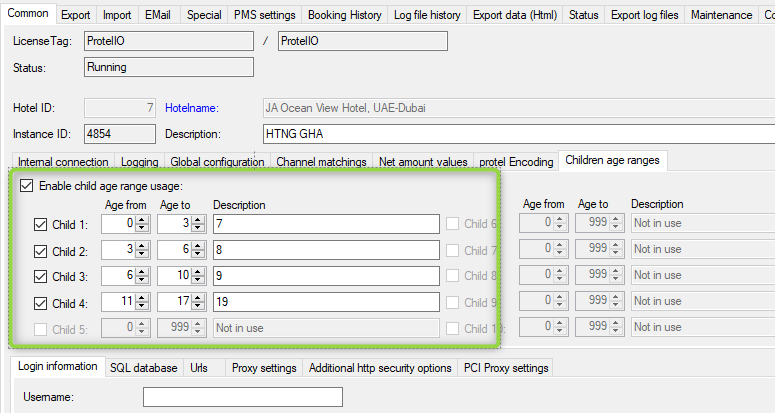 Common Export Import EMail Special PMS settings Booking History Log file history Export data (Html) Status Export log files Maintenance
LicenseTag: ProtelIO / ProtelIO
Status: Running
Hotel ID: 7 Hotelname: JA Ocean View Hotel, UAE-Dubai
Instance ID: 4854 Description: HTNG GHA
Internal connection Logging Global configuration Channel matchings Net amount values protel Encoding Children age ranges
Enable child age range usage:
Age from Age to Description Age from Age to Description
Child 1: 0 3 7 Child 6 0 999 Not in use
Child 2: 3 6 8 Child 7 0 999 Not in use
Child 3: 6 10 9 Child 8 0 999 Not in use
Child 4: 11 17 19 Child 9 0 999 Not in use
Child 5: 0 999 Not in use Child 10: 0 999 Not in use
Login information SQL database Urls Proxy settings Additional http security options PCI Proxy settings
Username: